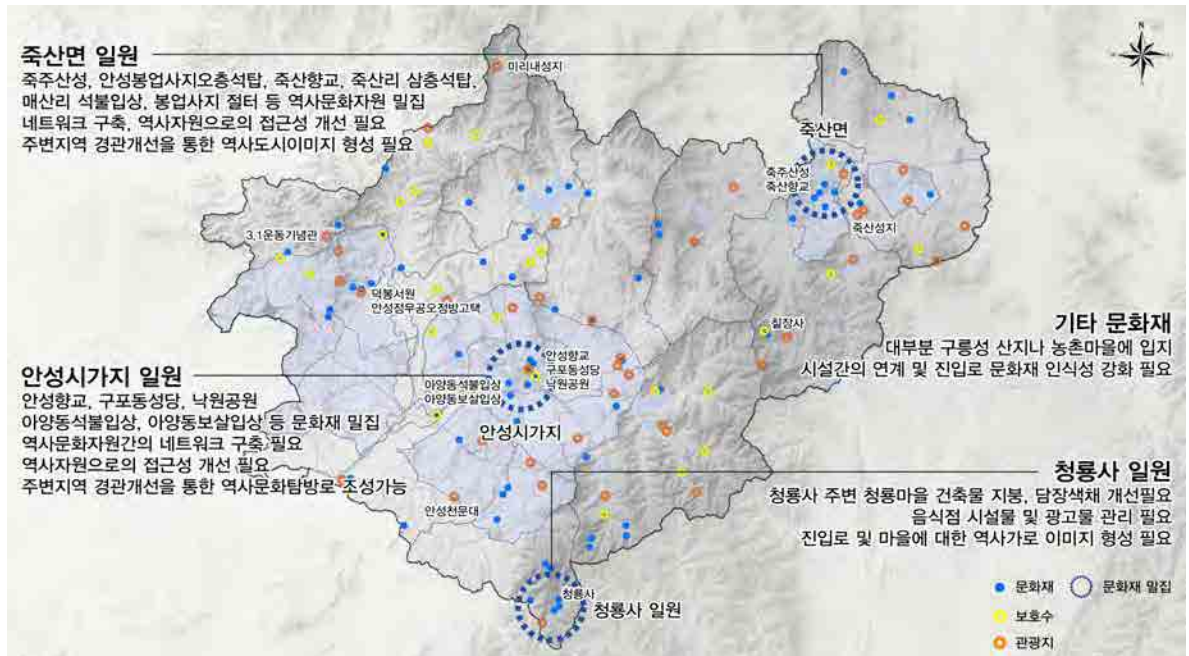 죽산면 일원
죽주산성, 안성봉업사지오층석탑, 죽산향교, 죽산리 삼층석탑,
매산리 석불입상, 봉업사지 절터 등 역사문화자원 밀집
네트워크 구축, 역사자원으로의 접근성 개선 필요
주변지역 경관개선을 통한 역사도시이미지 형성 필요
미리내성지
N
죽산면
죽주산성
죽산향교
죽산성지
3.1운동기념관
덕봉서원
안성정무공오정방고택
칠장사
기타 문화재
대부분 구릉성 산지나 농촌마을에 입지
시설간의 연계 및 진입로 문화재 인식성 강화 필요
안성시가지 일원
안성향교, 구포동성당, 낙원공원
아양동석불입상, 아양동보살입상 등 문화재 밀집
역사문화자원간의 네트워크 구축 필요
역사자원으로의 접근성 개선 필요
주변지역 경관개선을 통한 역사문화탐방로 조성가능
안성향교
구포동성당
낙원공원
아양동석불입상
아양동보살입상
안성시가지
안성천문대
청룡사 일원
청룡사 주변 청룡마을 건축물 지붕, 담장색채 개선필요
음식점 시설물 및 광고물 관리 필요
진입로 및 마을에 대한 역사가로 이미지 형성 필요
청룡사
청룡사 일원
문화재
문화재 밀집
보호수
관광지